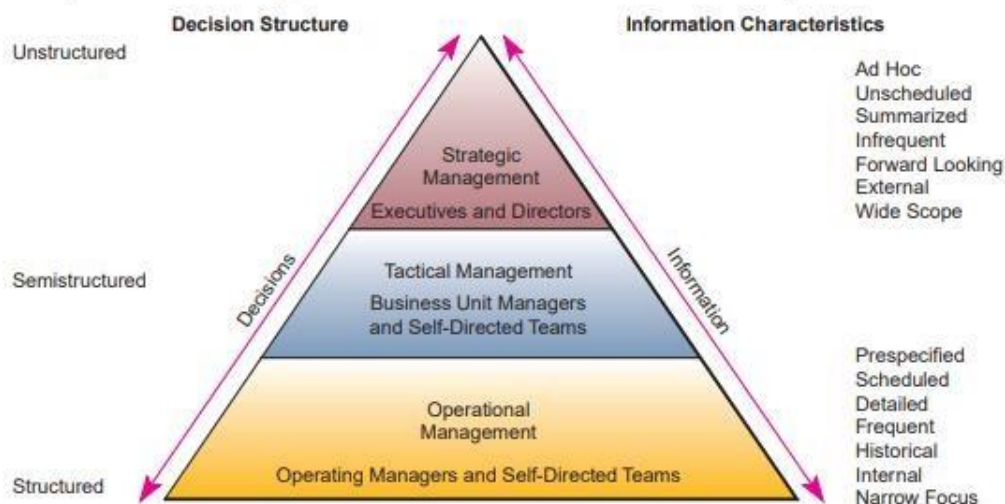 Decision Structure
Information Characteristics
Unstructured
Ad Hoc
Unscheduled
Summarized
Infrequent
Forward Looking
External
Wide Scope
Strategic
Management
Executives and Directors
Decisions
Information
Semistructured
Tactical Management
Business Unit Managers
and Self-Directed Teams
Prespecified
Scheduled
Detailed
Frequent
Historical
Internal
Narrow Focus
Operational
Management
Operating Managers and Self-Directed Teams
Structured